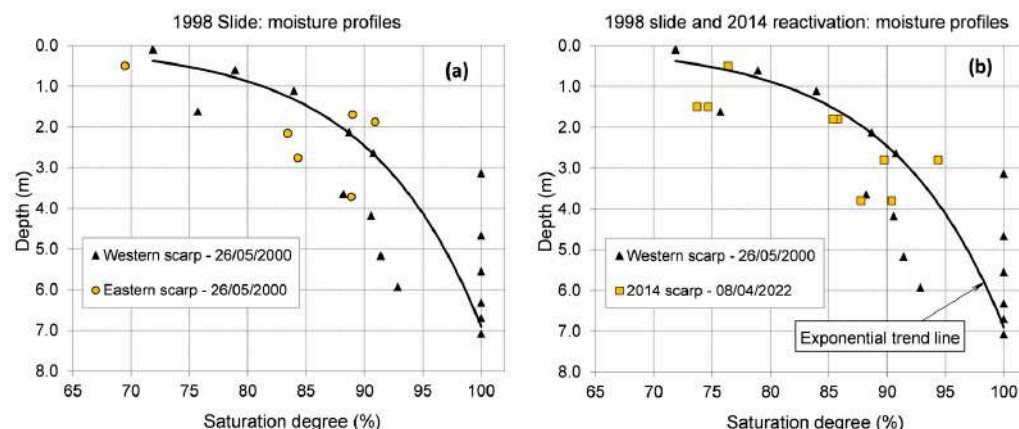 1998 Slide: moisture profiles
(a)
0.0
1.0
2.0
3.0
4.0
5.0
6.0
7.0
8.0
Depth (m)
Western scarp - 26/05/2000
Eastern scarp - 26/05/2000
65 70 75 80 85 90 95 100
Saturation degree (%)
1998 slide and 2014 reactivation: moisture profiles
(b)
0.0
1.0
2.0
3.0
4.0
5.0
6.0
7.0
8.0
Depth (m)
Western scarp - 26/05/2000
2014 scarp - 08/04/2022
Exponential trend line
65 70 75 80 85 90 95 100
Saturation degree (%)